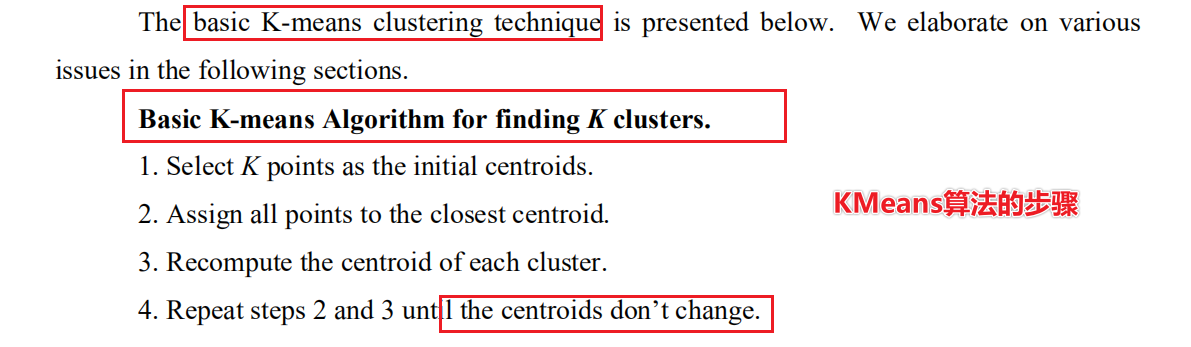 The basic K-means clustering technique is presented below. We elaborate on various
issues in the following sections.
Basic K-means Algorithm for finding K clusters.
1. Select K points as the initial centroids.
2. Assign all points to the closest centroid.
KMeans算法的步骤
3. Recompute the centroid of each cluster.
4. Repeat steps 2 and 3 until the centroids don’t change.